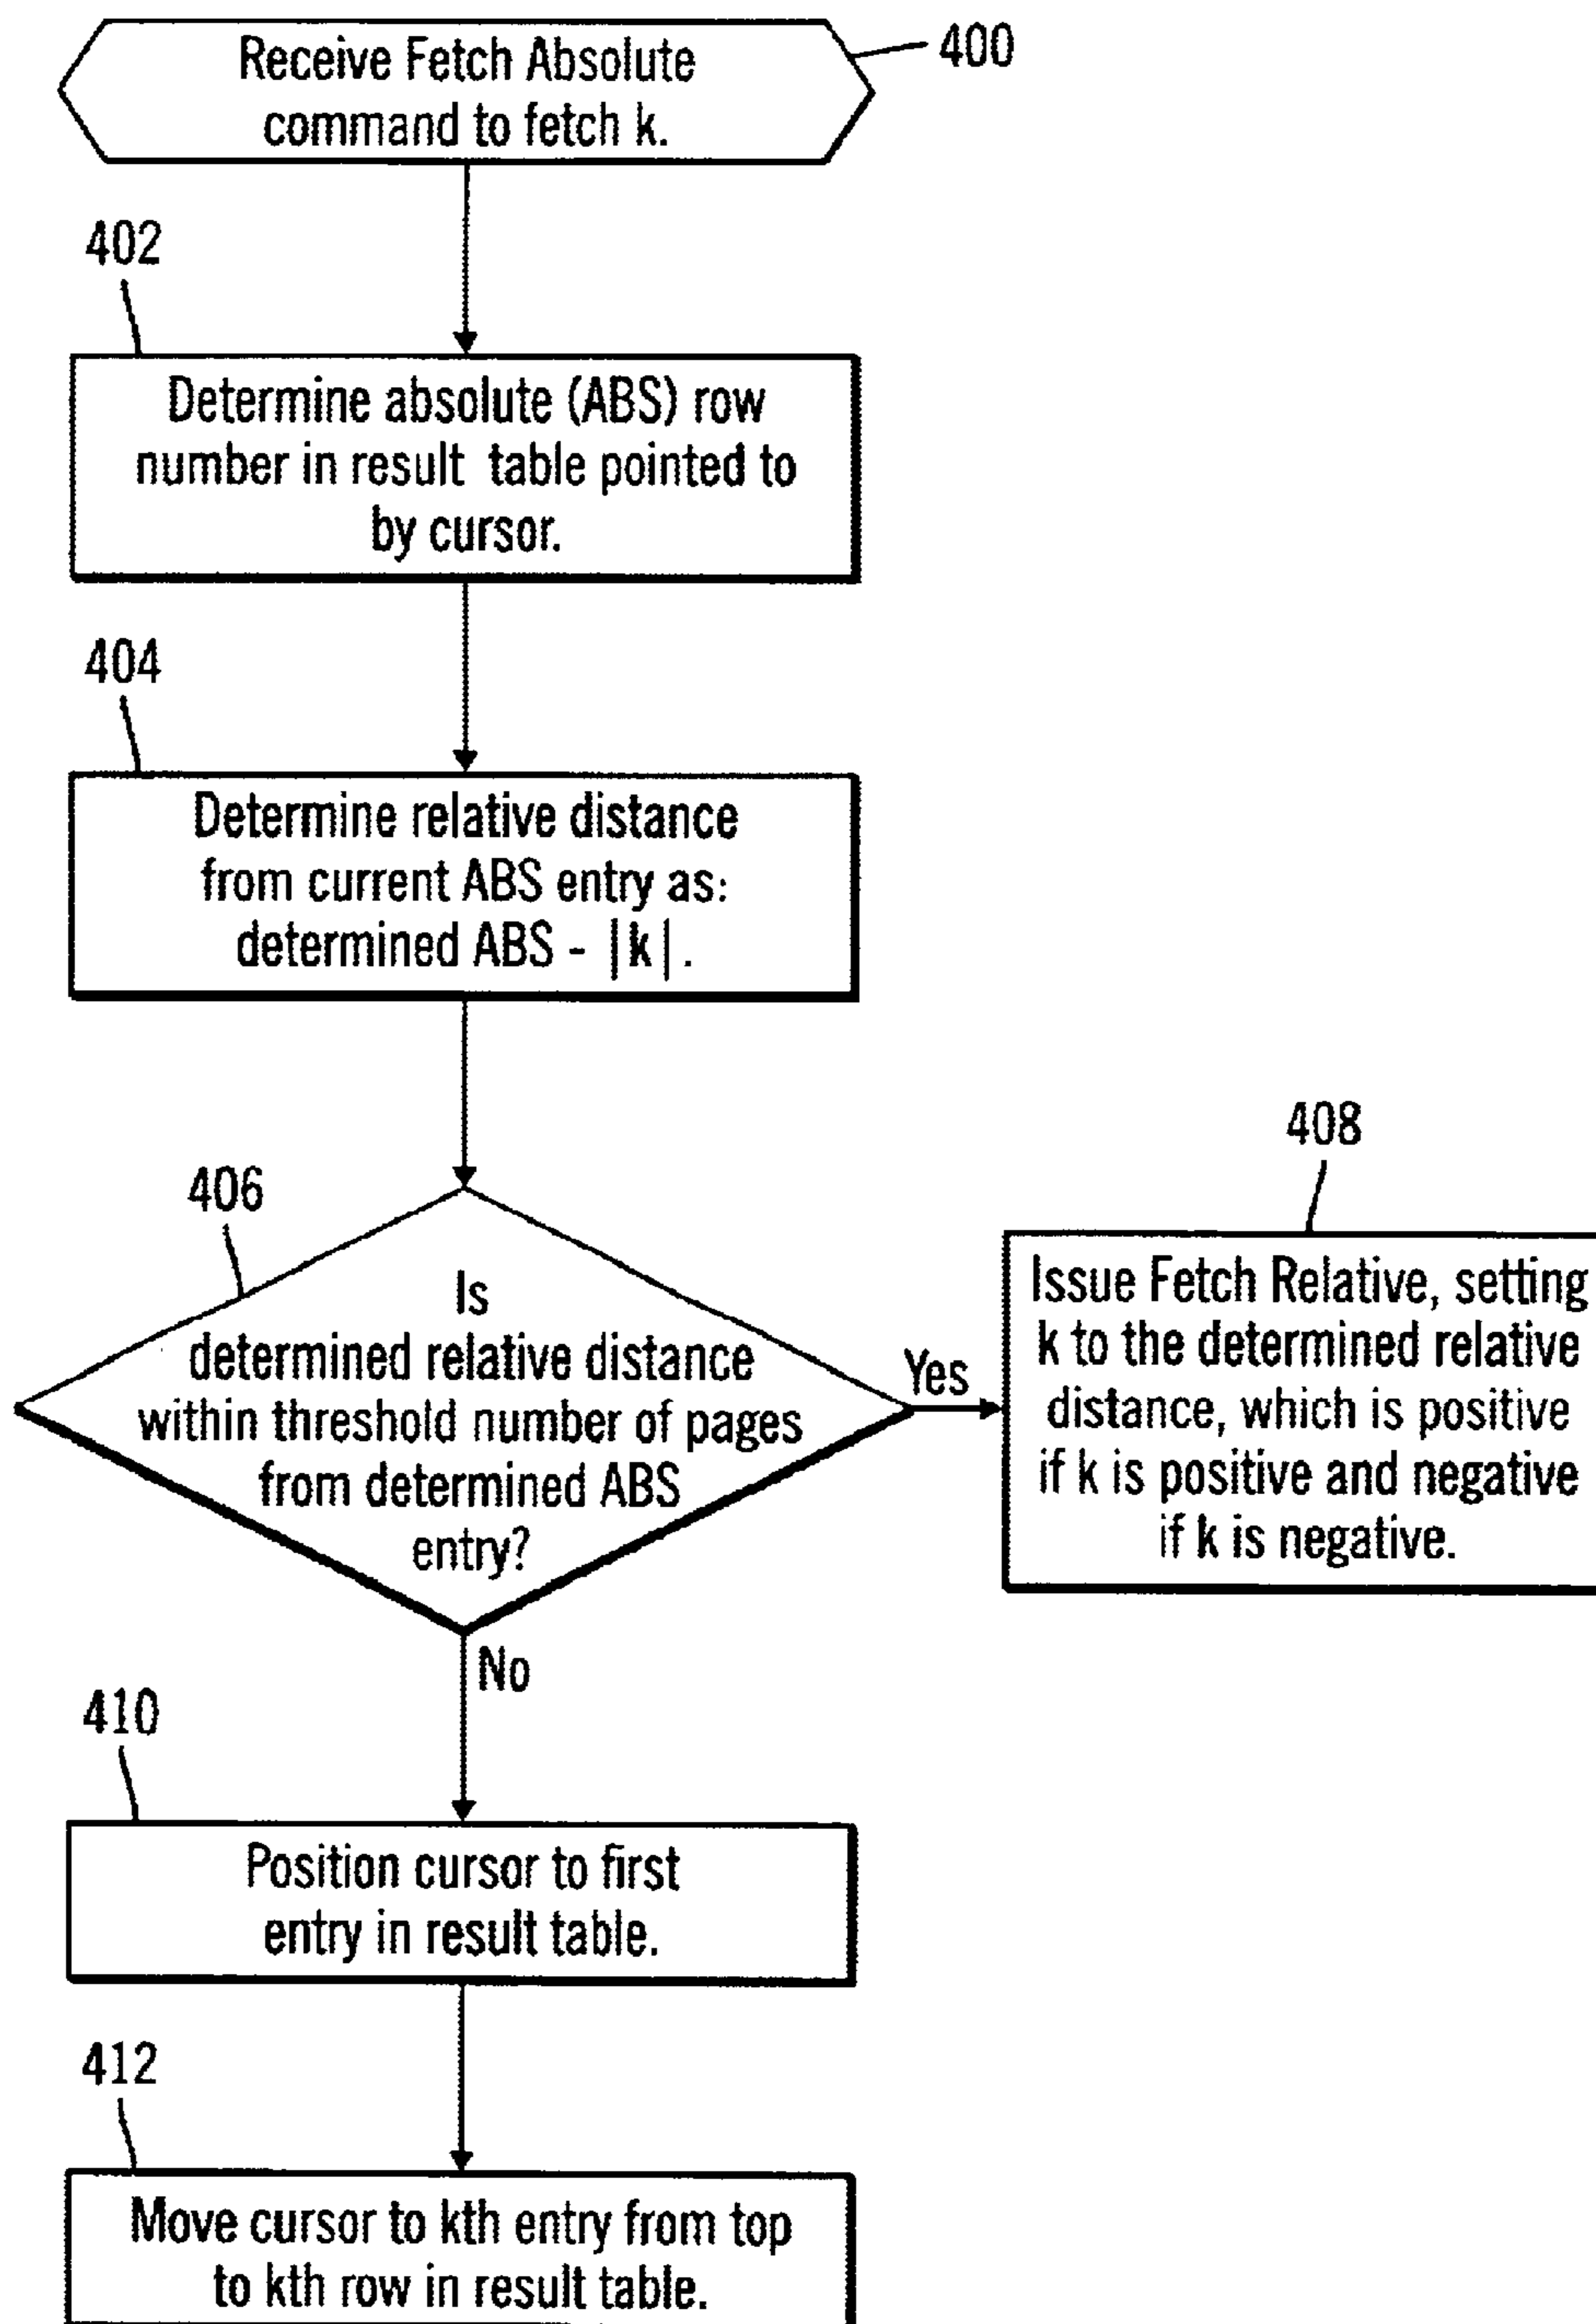 Receive Fetch Absolute
command to fetch k.
400
402
Determine absolute (ABS) row
number in result table pointed to
by cursor.
404
Determine relative distance
from current ABS entry as:
determined ABS - |k|.
406
Is
determined relative distance
within threshold number of pages
from determined ABS
entry?
Yes
408
Issue Fetch Relative, setting
k to the determined relative
distance, which is positive
if k is positive and negative
if k is negative.
No
410
Position cursor to first
entry in result table.
412
Move cursor to kth entry from top
to kth row in result table.